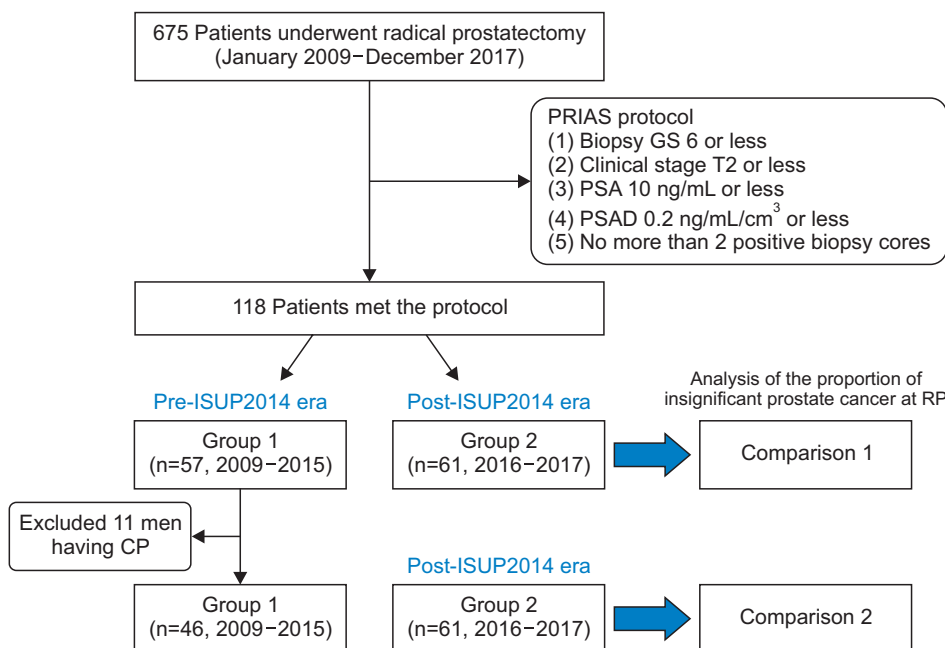 675 Patients underwent radical prostatectomy
(January 2009−December 2017)
PRIAS protocol
(1) Biopsy GS 6 or less
(2) Clinical stage T2 or less
(3) PSA 10 ng/mL or less
(4) PSAD 0.2 ng/mL/cm³ or less
(5) No more than 2 positive biopsy cores
118 Patients met the protocol
Pre-ISUP2014 era
Post-ISUP2014 era
Analysis of the proportion of
insignificant prostate cancer at RP
Group 1
(n=57, 2009−2015)
Group 2
(n=61, 2016−2017)
Comparison 1
Excluded 11 men
having CP
Post-ISUP2014 era
Group 1
(n=46, 2009−2015)
Group 2
(n=61, 2016−2017)
Comparison 2